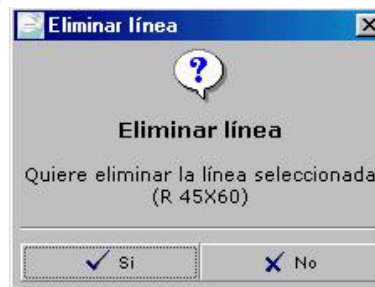 Eliminar línea
Eliminar línea
Quiere eliminar la línea seleccionada
(R 45X60)
Si
No